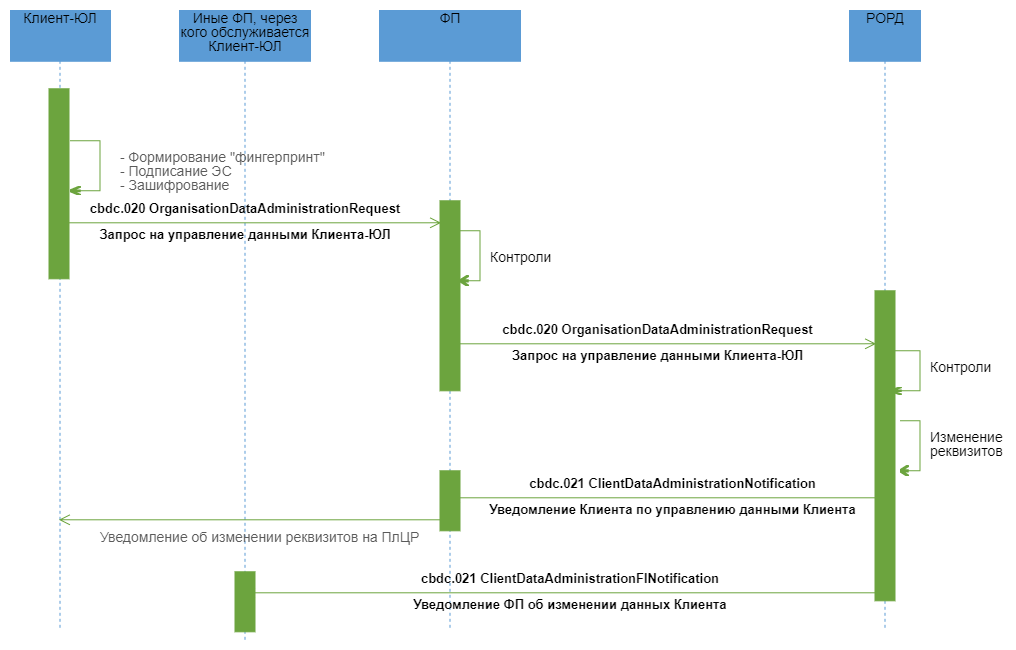 Клиент-ЮЛ
Иные ФП, через
кого обслуживается
Клиент-ЮЛ
ФП
РОРД
- Формирование "фингерпринт"
- Подписание ЭС
- Зашифрование
cbdc.020 OrganisationDataAdministrationRequest
Запрос на управление данными Клиента-ЮЛ
Контроли
cbdc.020 OrganisationDataAdministrationRequest
Запрос на управление данными Клиента-ЮЛ
Контроли
Изменение
реквизитов
cbdc.021 ClientDataAdministrationNotification
Уведомление Клиента по управлению данными Клиента
Уведомление об изменении реквизитов на ПлЦР
cbdc.021 ClientDataAdministrationFINotification
Уведомление ФП об изменении данных Клиента